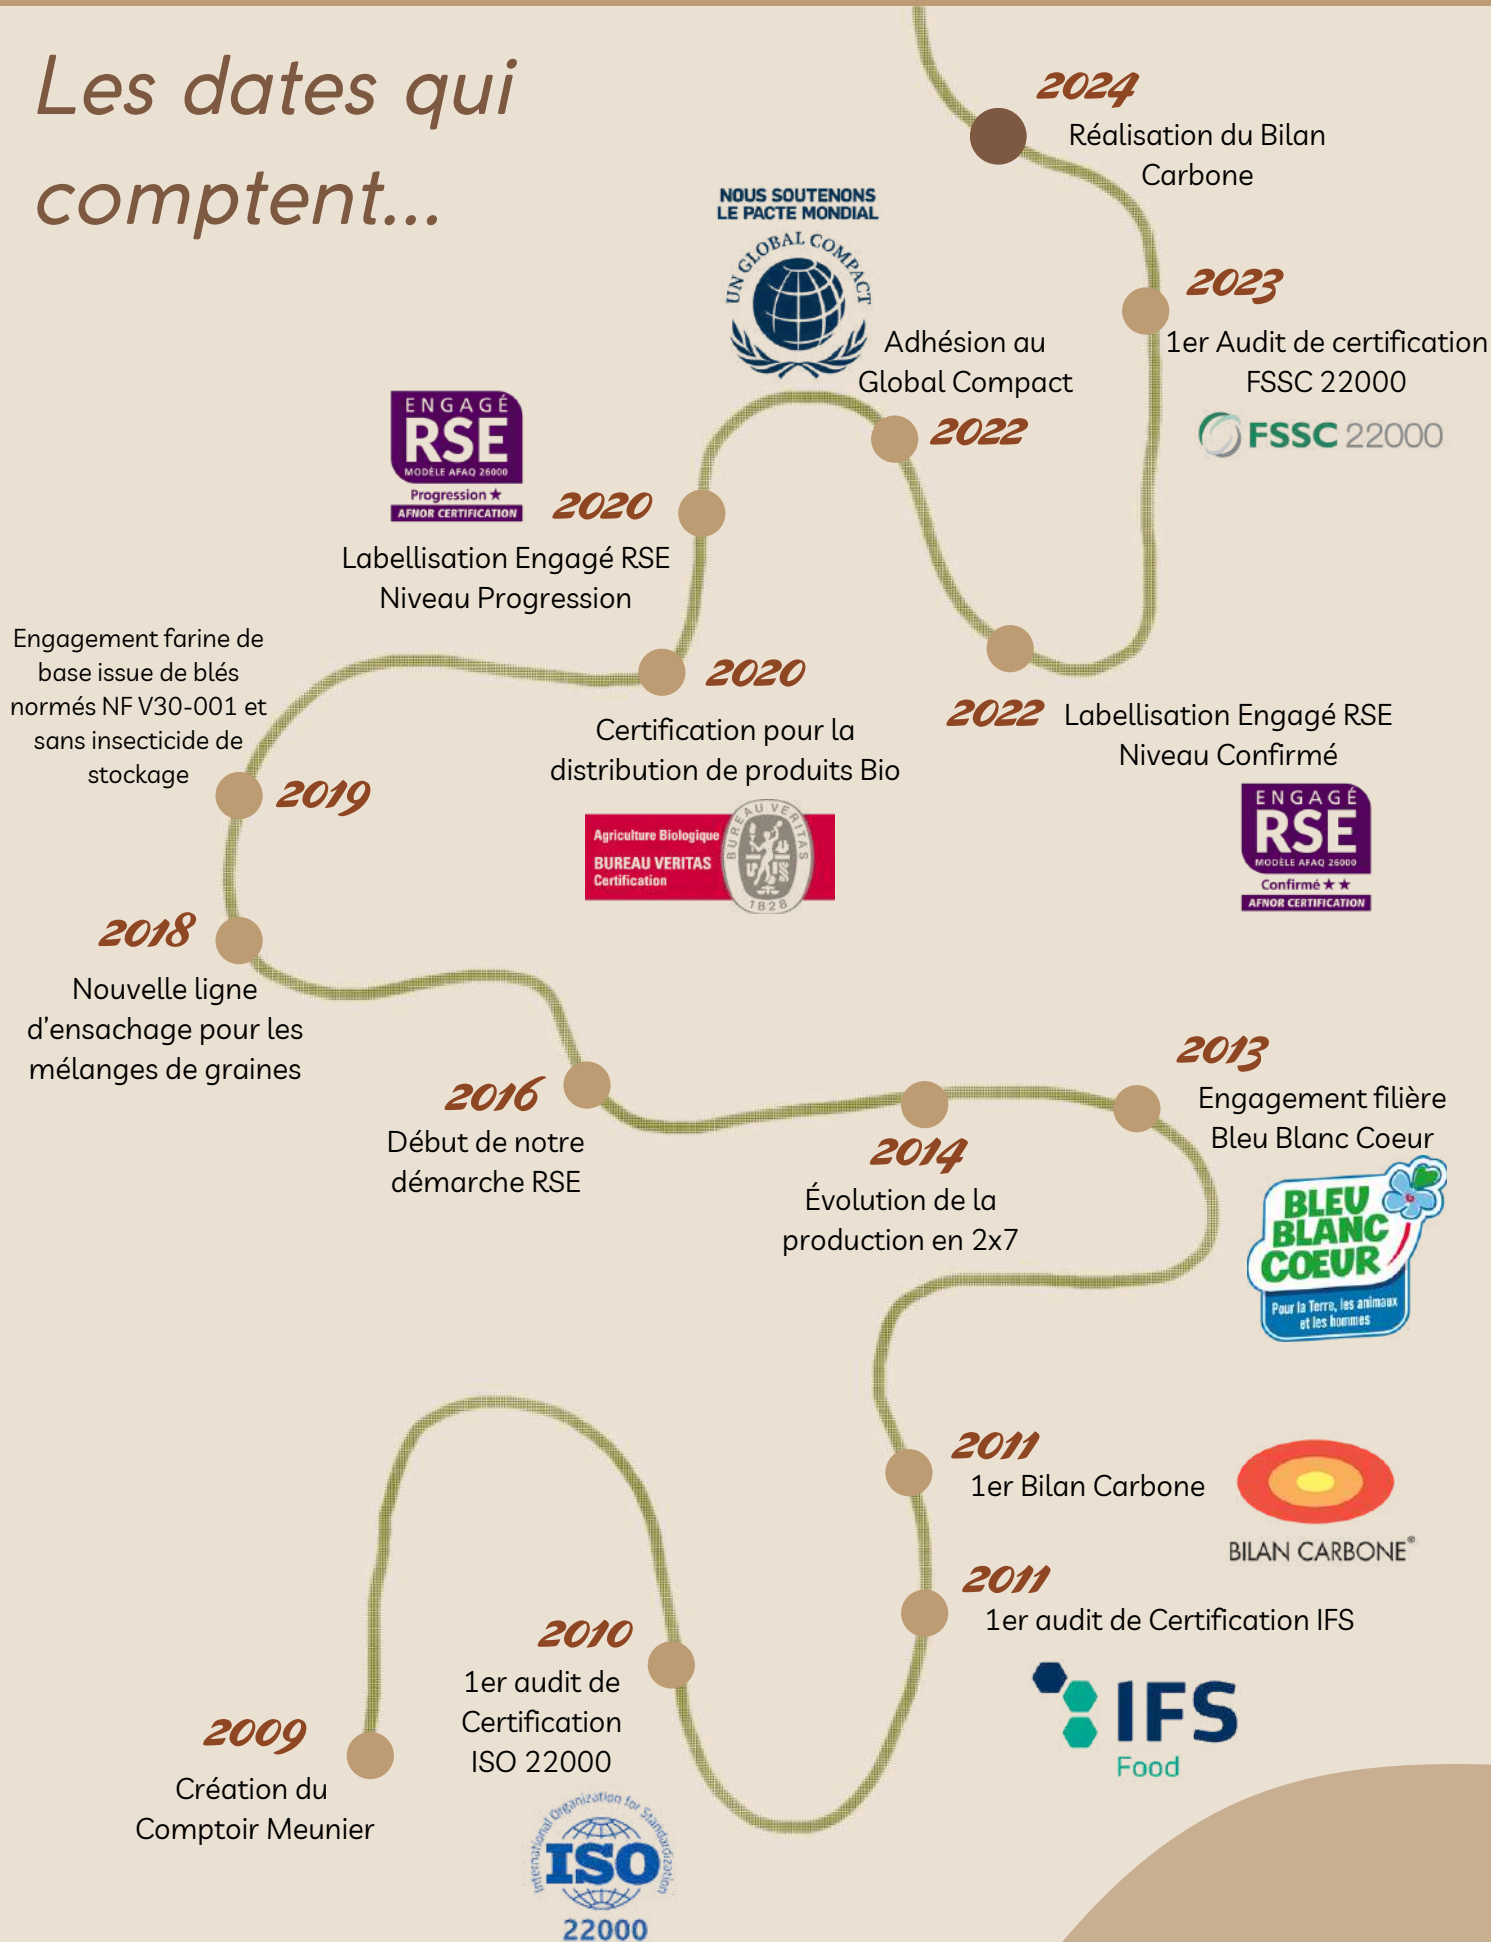 Les dates qui
comptent...
2024
Réalisation du Bilan
Carbone
NOUS SOUTENONS
LE PACTE MONDIAL
UN GLOBAL COMPACT
2023
1er Audit de certification
FSSC 22000
FSSC 22000
Adhésion au
Global Compact
2022
ENGAGÉ
RSE
MODÈLE AFAQ 26000
Progression ★
AFNOR CERTIFICATION
2020
Labellisation Engagé RSE
Niveau Progression
2022
Labellisation Engagé RSE
Niveau Confirmé
ENGAGÉ
RSE
MODÈLE AFAQ 26000
Confirmé ★ ★
AFNOR CERTIFICATION
2020
Certification pour la
distribution de produits Bio
Agriculture Biologique
BUREAU VERITAS
Certification
BUREAU VERITAS
1828
Engagement farine de
base issue de blés
normés NF V30-001 et
sans insecticide de
stockage
2019
2018
Nouvelle ligne
d’ensachage pour les
mélanges de graines
2016
Début de notre
démarche RSE
2014
Évolution de la
production en 2x7
2013
Engagement filière
Bleu Blanc Coeur
BLEU
BLANC
COEUR
Pour la Terre, les animaux
et les hommes
2011
1er Bilan Carbone
BILAN CARBONE®
2011
1er audit de Certification IFS
IFS
Food
2010
1er audit de
Certification
ISO 22000
International Organization for Standardization
ISO
22000
2009
Création du
Comptoir Meunier